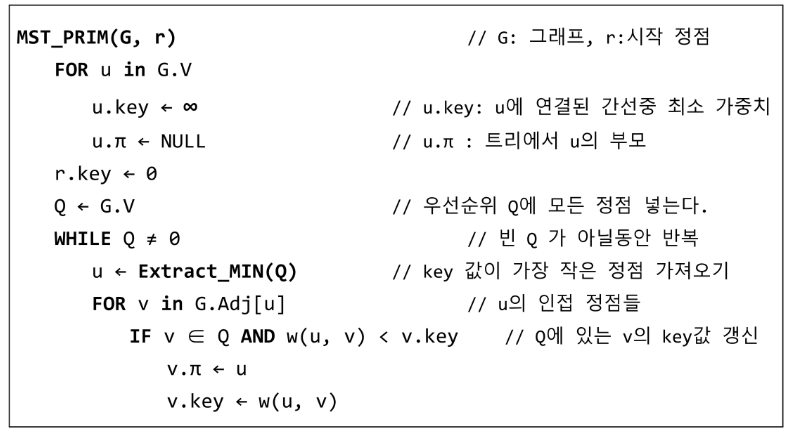 MST_PRIM(G, r) // G: 그래프, r:시작 정점
FOR u in G.V
u.key ← ∞ // u.key: u에 연결된 간선중 최소 가중치
u.π ← NULL // u.π : 트리에서 u의 부모
r.key ← 0
Q ← G.V // 우선순위 Q에 모든 정점 넣는다.
WHILE Q ≠ 0 // 빈 Q 가 아닐동안 반복
u ← Extract_MIN(Q) // key 값이 가장 작은 정점 가져오기
FOR v in G.Adj[u] // u의 인접 정점들
IF v ∈ Q AND w(u, v) < v.key // Q에 있는 v의 key값 갱신
v.π ← u
v.key ← w(u, v)